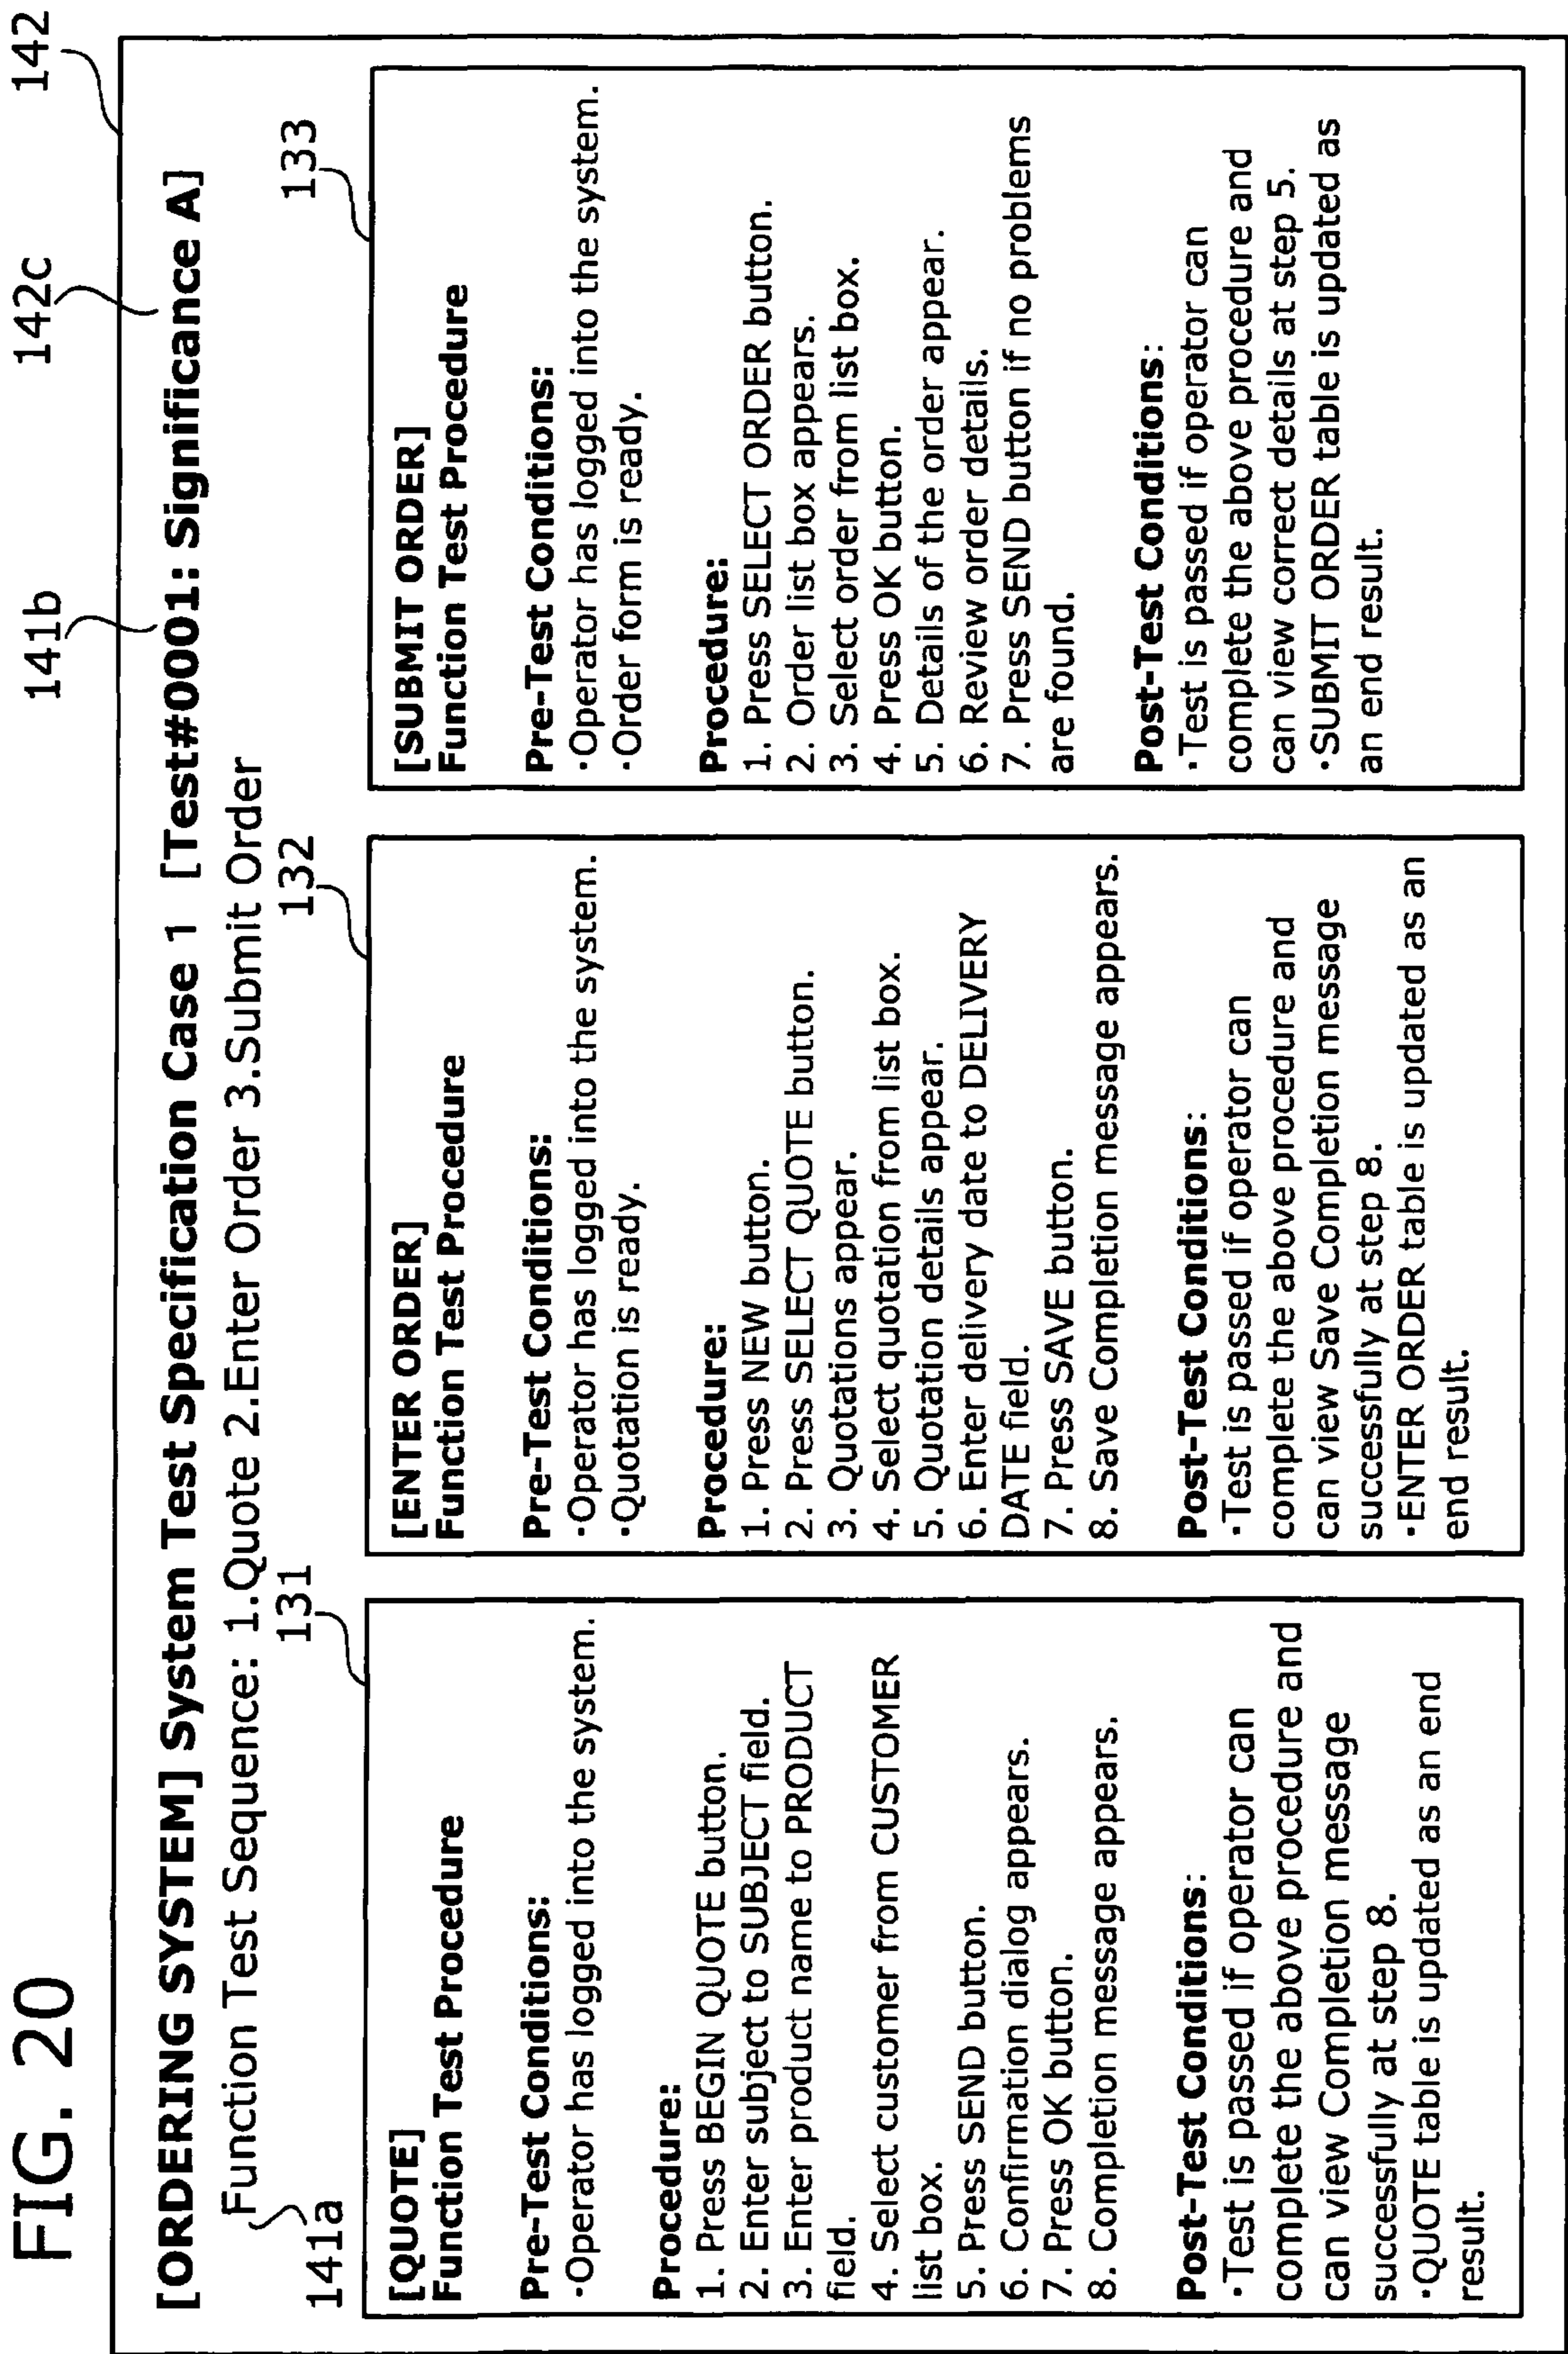 FIG. 20
142
142c
141b
[ORDERING SYSTEM] System Test Specification Case 1 [Test#0001: Significance A]
Function Test Sequence: 1.Quote 2.Enter Order 3.Submit Order
141a
131
[QUOTE]
Function Test Procedure
Pre-Test Conditions:
·Operator has logged into the system.
Procedure:
1. Press BEGIN QUOTE button.
2. Enter subject to SUBJECT field.
3. Enter product name to PRODUCT
field.
4. Select customer from CUSTOMER
list box.
5. Press SEND button.
6. Confirmation dialog appears.
7. Press OK button.
8. Completion message appears.
Post-Test Conditions:
·Test is passed if operator can
complete the above procedure and
can view Completion message
successfully at step 8.
·QUOTE table is updated as an end
result.
132
[ENTER ORDER]
Function Test Procedure
Pre-Test Conditions:
·Operator has logged into the system.
·Quotation is ready.
Procedure:
1. Press NEW button.
2. Press SELECT QUOTE button.
3. Quotations appear.
4. Select quotation from list box.
5. Quotation details appear.
6. Enter delivery date to DELIVERY
DATE field.
7. Press SAVE button.
8. Save Completion message appears.
Post-Test Conditions:
·Test is passed if operator can
complete the above procedure and
can view Save Completion message
successfully at step 8.
·ENTER ORDER table is updated as an
end result.
133
[SUBMIT ORDER]
Function Test Procedure
Pre-Test Conditions:
·Operator has logged into the system.
·Order form is ready.
Procedure:
1. Press SELECT ORDER button.
2. Order list box appears.
3. Select order from list box.
4. Press OK button.
5. Details of the order appear.
6. Review order details.
7. Press SEND button if no problems
are found.
Post-Test Conditions:
·Test is passed if operator can
complete the above procedure and
can view correct details at step 5.
·SUBMIT ORDER table is updated as
an end result.